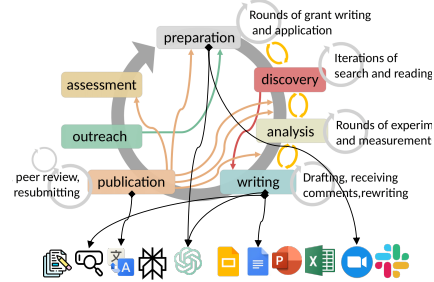 preparation
Rounds of grant writing
and application
Iterations of
search and reading
discovery
assessment
outreach
analysis
Rounds of experim
and measurement
peer review,
resubmitting
publication
writing
Drafting, receiving
comments,rewriting
文
A
P
X